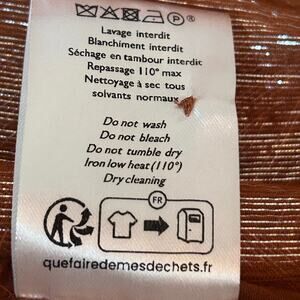 P
Lavage interdit
Blanchiment interdit
Séchage en tambour interdit
Repassage 110° max
Nettoyage à sec tous
solvants normaux
Do not wash
Do not bleach
Do not tumble dry
Iron low heat (110°)
Dry cleaning
FR
quefairedemesdechets.fr